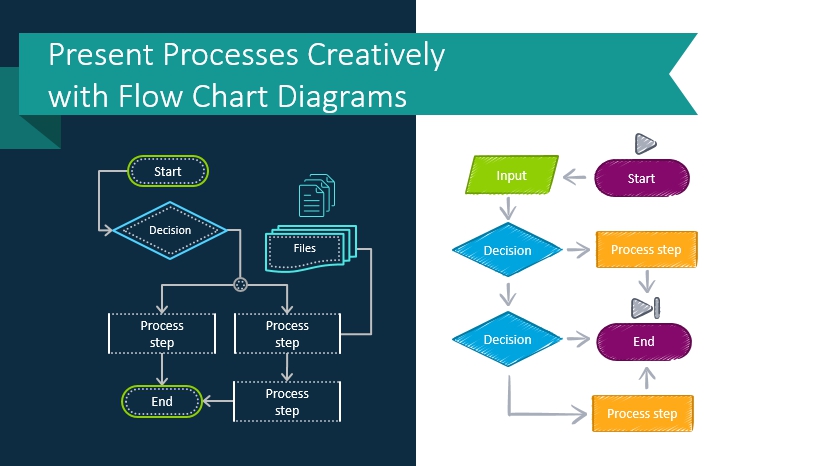 Present Processes Creatively
with Flow Chart Diagrams
Start
Decision
Files
Process
step
Process
step
End
Process
step
Input
Start
Decision
Process step
Decision
End
Process step